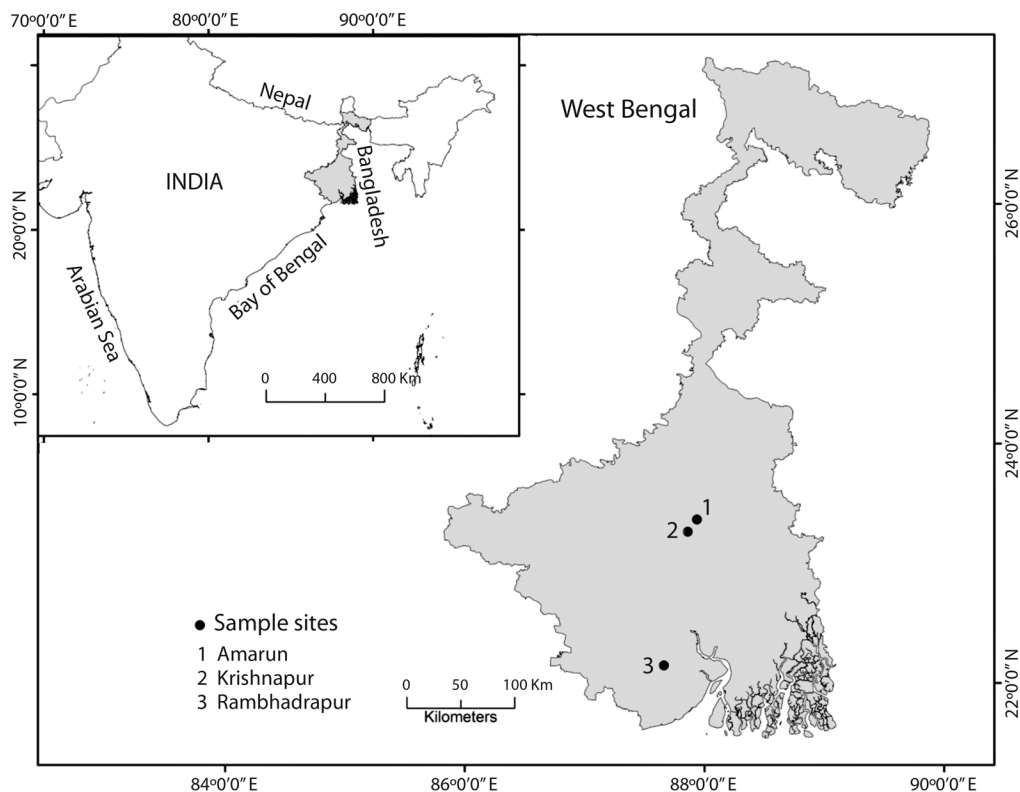 70º0’0’’ E 80º0’0’’ E 90º0’0’’ E
20º0’0’’ N
10º0’0’’ N
Nepal
INDIA
Bangladesh
Bay of Bengal
Arabian Sea
0 400 800 Km
West Bengal
26º0’0’’ N
24º0’0’’ N
22º0’0’’ N
1
2
3
Sample sites
1 Amarun
2 Krishnapur
3 Rambhadrapur
0 50 100 Km
Kilometers
84º0’0’’ E 86º0’0’’ E 88º0’0’’ E 90º0’0’’ E